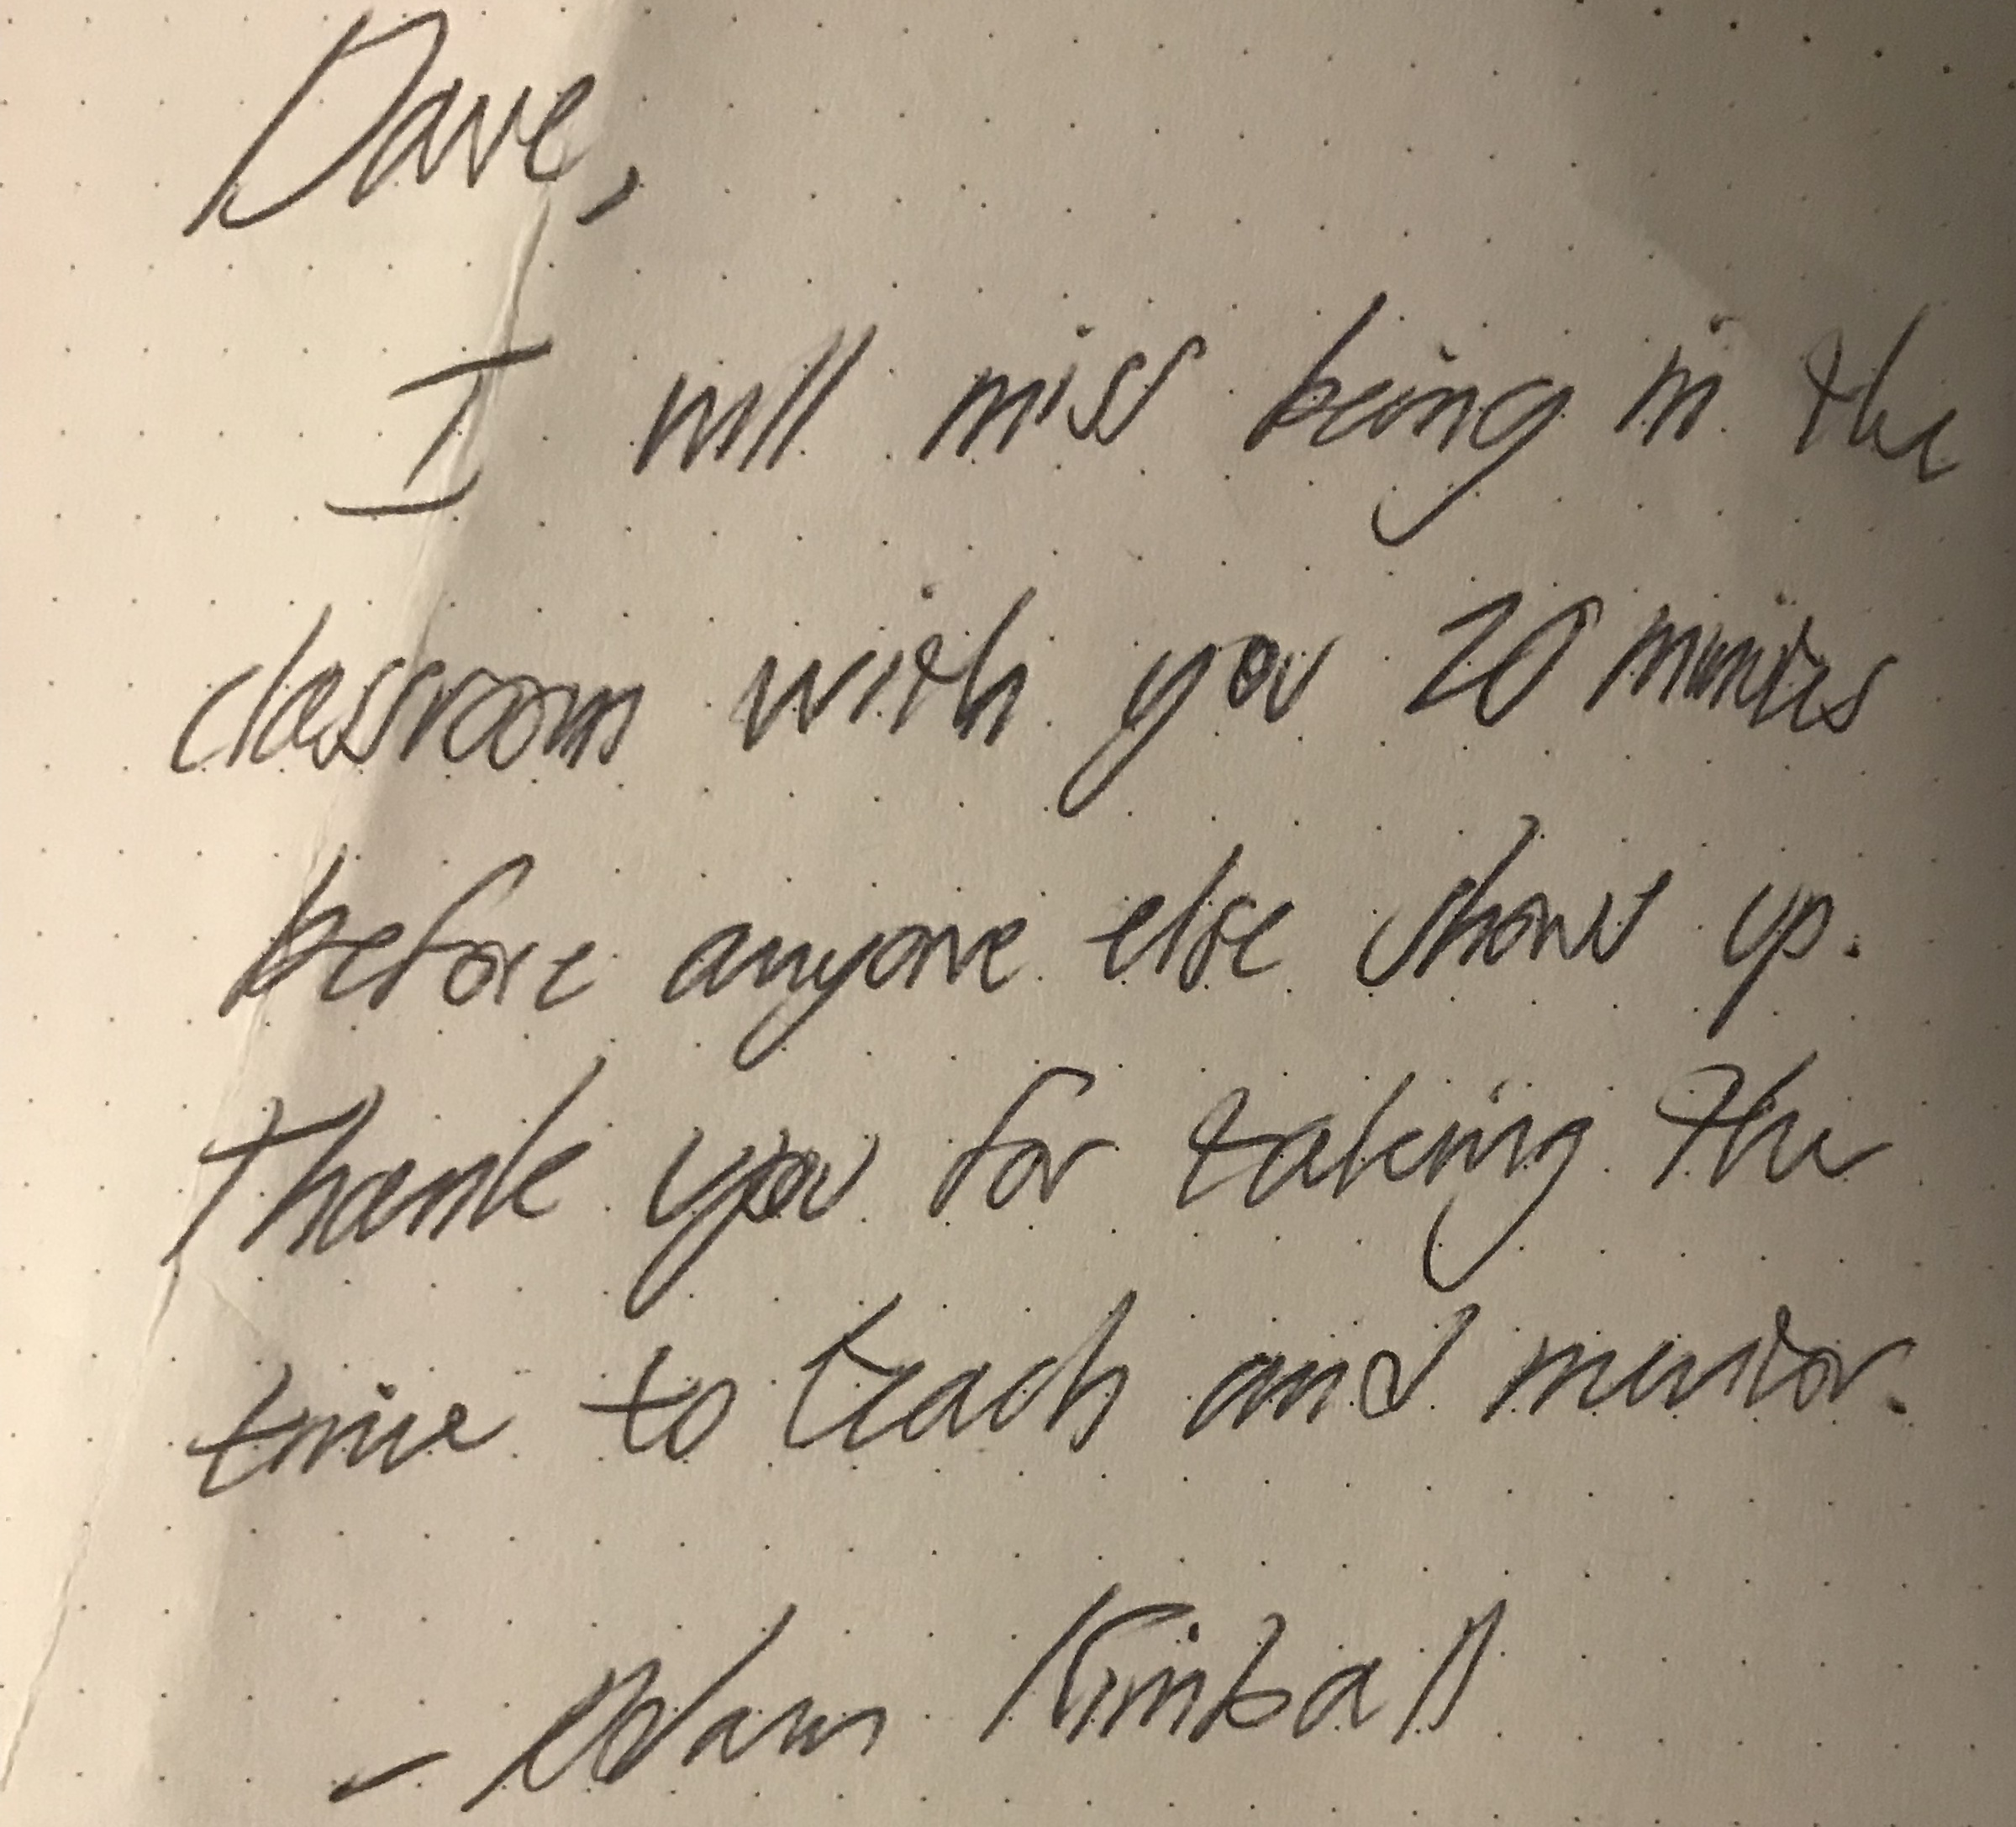 Dave,
I will miss being in the
classroom with you 20 minutes
before anyone else shows up.
Thank you for taking the
time to teach and mentor.
- Adam Kimball